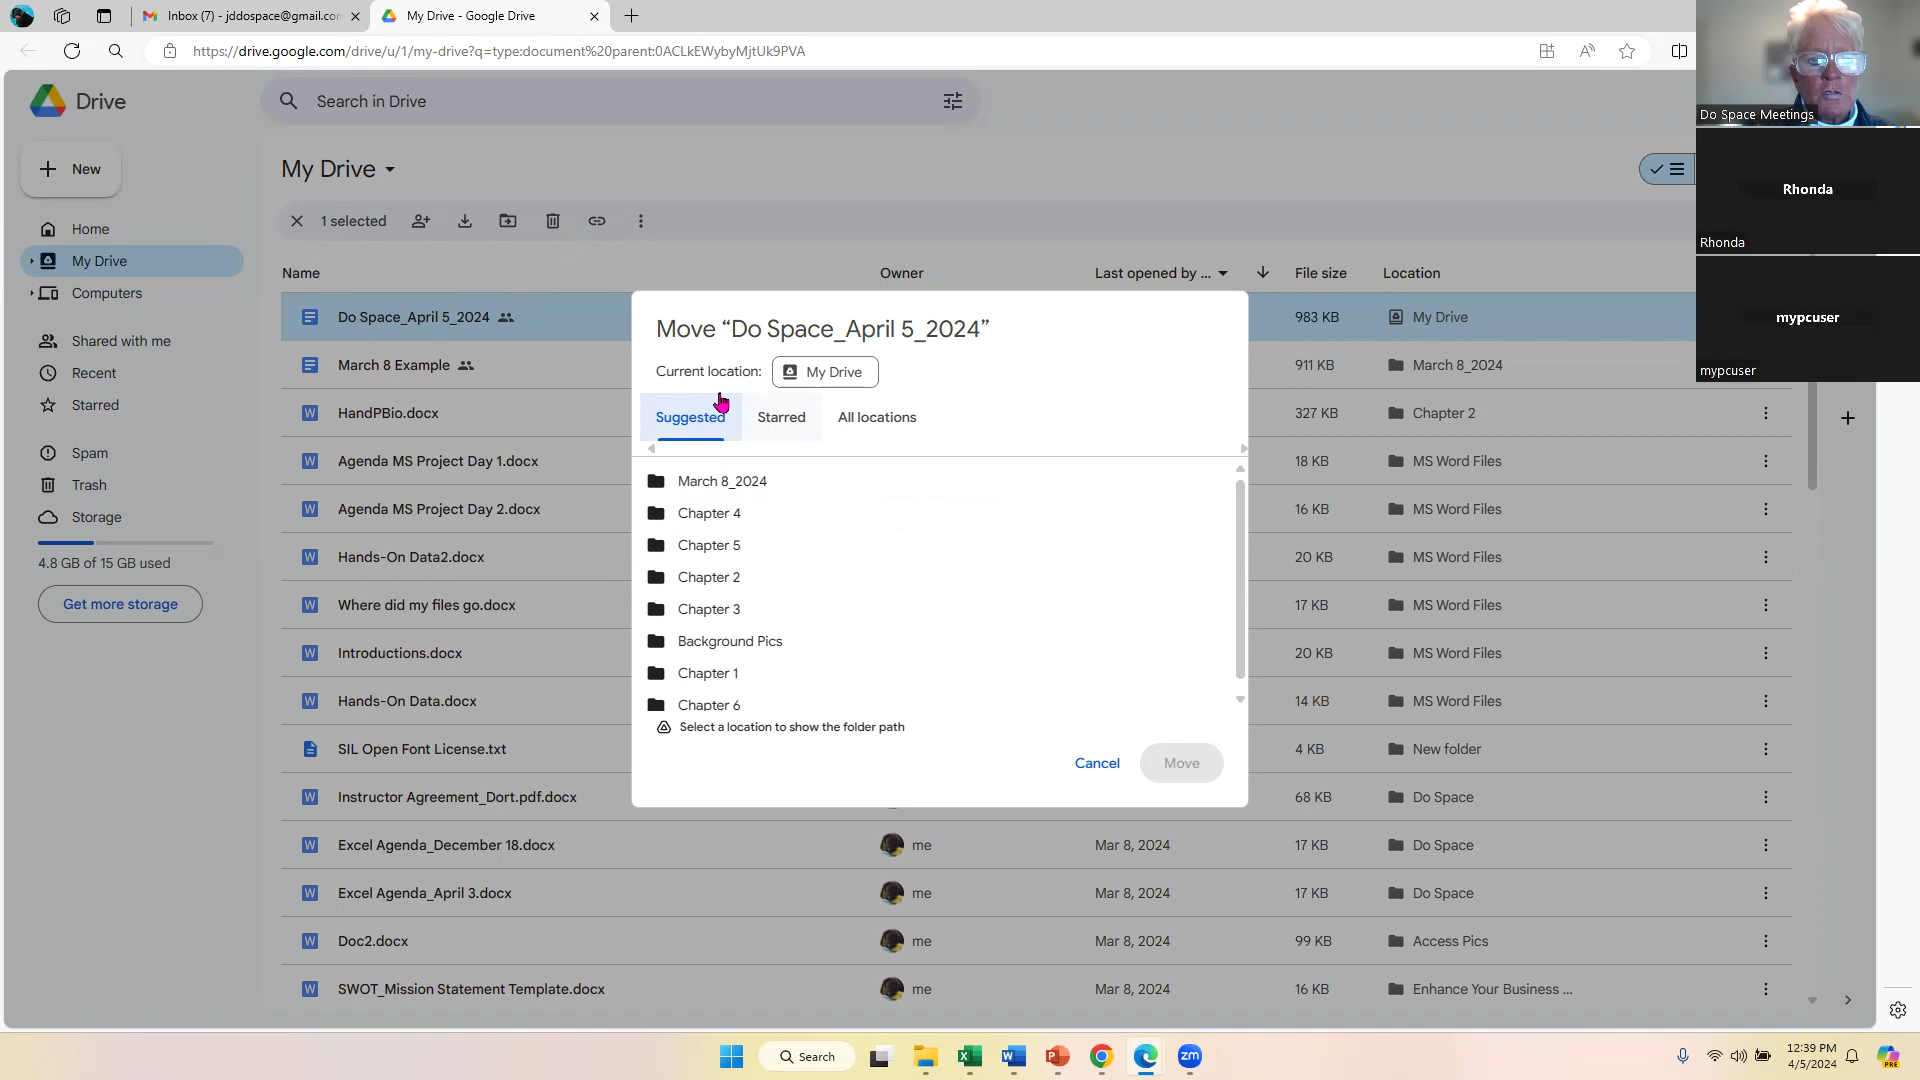 Inbox (7) - jddospace@gmail.com
My Drive - Google Drive
https://drive.google.com/drive/u/1/my-drive?q=type:document%20parent:0ACLkEWybyMjtUk9PVA
Drive
Search in Drive
New
My Drive
1 selected
Home
My Drive
Computers
Shared with me
Recent
Starred
Spam
Trash
Storage
4.8 GB of 15 GB used
Get more storage
Name Owner Last opened by ... File size Location
Do Space_April 5_2024 983 KB My Drive
March 8 Example 911 KB March 8_2024
HandPBio.docx 327 KB Chapter 2
Agenda MS Project Day 1.docx 18 KB MS Word Files
Agenda MS Project Day 2.docx 16 KB MS Word Files
Hands-On Data2.docx 20 KB MS Word Files
Where did my files go.docx 17 KB MS Word Files
Introductions.docx 20 KB MS Word Files
Hands-On Data.docx 14 KB MS Word Files
SIL Open Font License.txt 4 KB New folder
Instructor Agreement_Dort.pdf.docx 68 KB Do Space
Excel Agenda_December 18.docx me Mar 8, 2024 17 KB Do Space
Excel Agenda_April 3.docx me Mar 8, 2024 17 KB Do Space
Doc2.docx me Mar 8, 2024 99 KB Access Pics
SWOT_Mission Statement Template.docx me Mar 8, 2024 16 KB Enhance Your Business ...
Move “Do Space_April 5_2024”
Current location: My Drive
Suggested Starred All locations
March 8_2024
Chapter 4
Chapter 5
Chapter 2
Chapter 3
Background Pics
Chapter 1
Chapter 6
Select a location to show the folder path
Cancel Move
Do Space Meetings
Rhonda
Rhonda
mypcuser
mypcuser
Search
zm
12:39 PM
4/5/2024
PRE